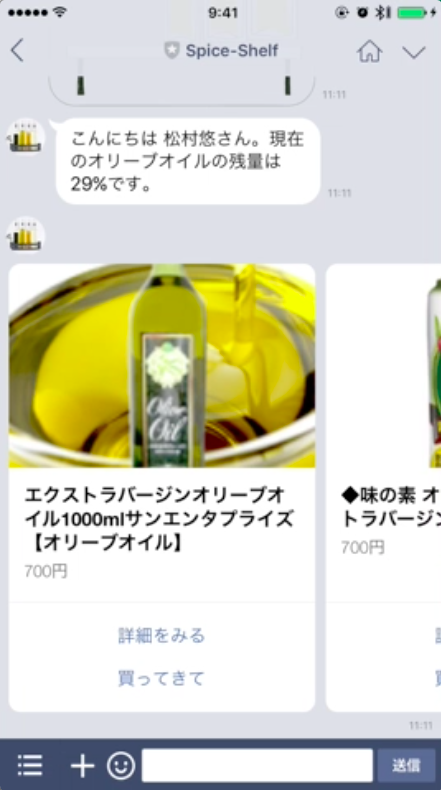 9:41
Spice-Shelf
11:11
こんにちは 松村悠さん。現在
のオリーブオイルの残量は
29%です。
11:11
Olive
Oil
エクストラバージンオリーブオ
イル1000mlサンエンタプライズ
【オリーブオイル】
700円
詳細をみる
買ってきて
◆味の素 オ
トラバージン
700円
11:11
送信